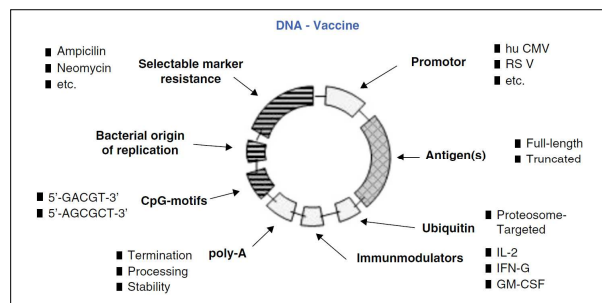 DNA - Vaccine
■ Ampicilin
■ Neomycin
■ etc.
Selectable marker
resistance
Promotor
■ hu CMV
■ RS V
■ etc.
Bacterial origin
of replication
Antigen(s)
■ Full-length
■ Truncated
■ 5'-GACGT-3'
■ 5'-AGCGCT-3'
CpG-motifs
Ubiquitin
■ Proteosome-
Targeted
poly-A
■ Termination
■ Processing
■ Stability
Immunmodulators
■ IL-2
■ IFN-G
■ GM-CSF